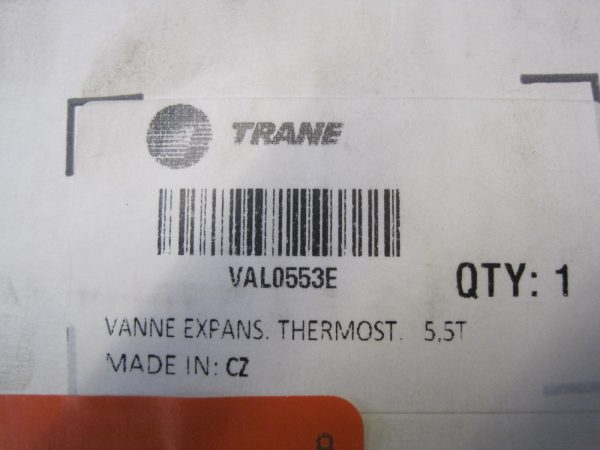 TRANE
VAL0553E
QTY: 1
VANNE EXPANS. THERMOST. 5,5T
MADE IN: CZ